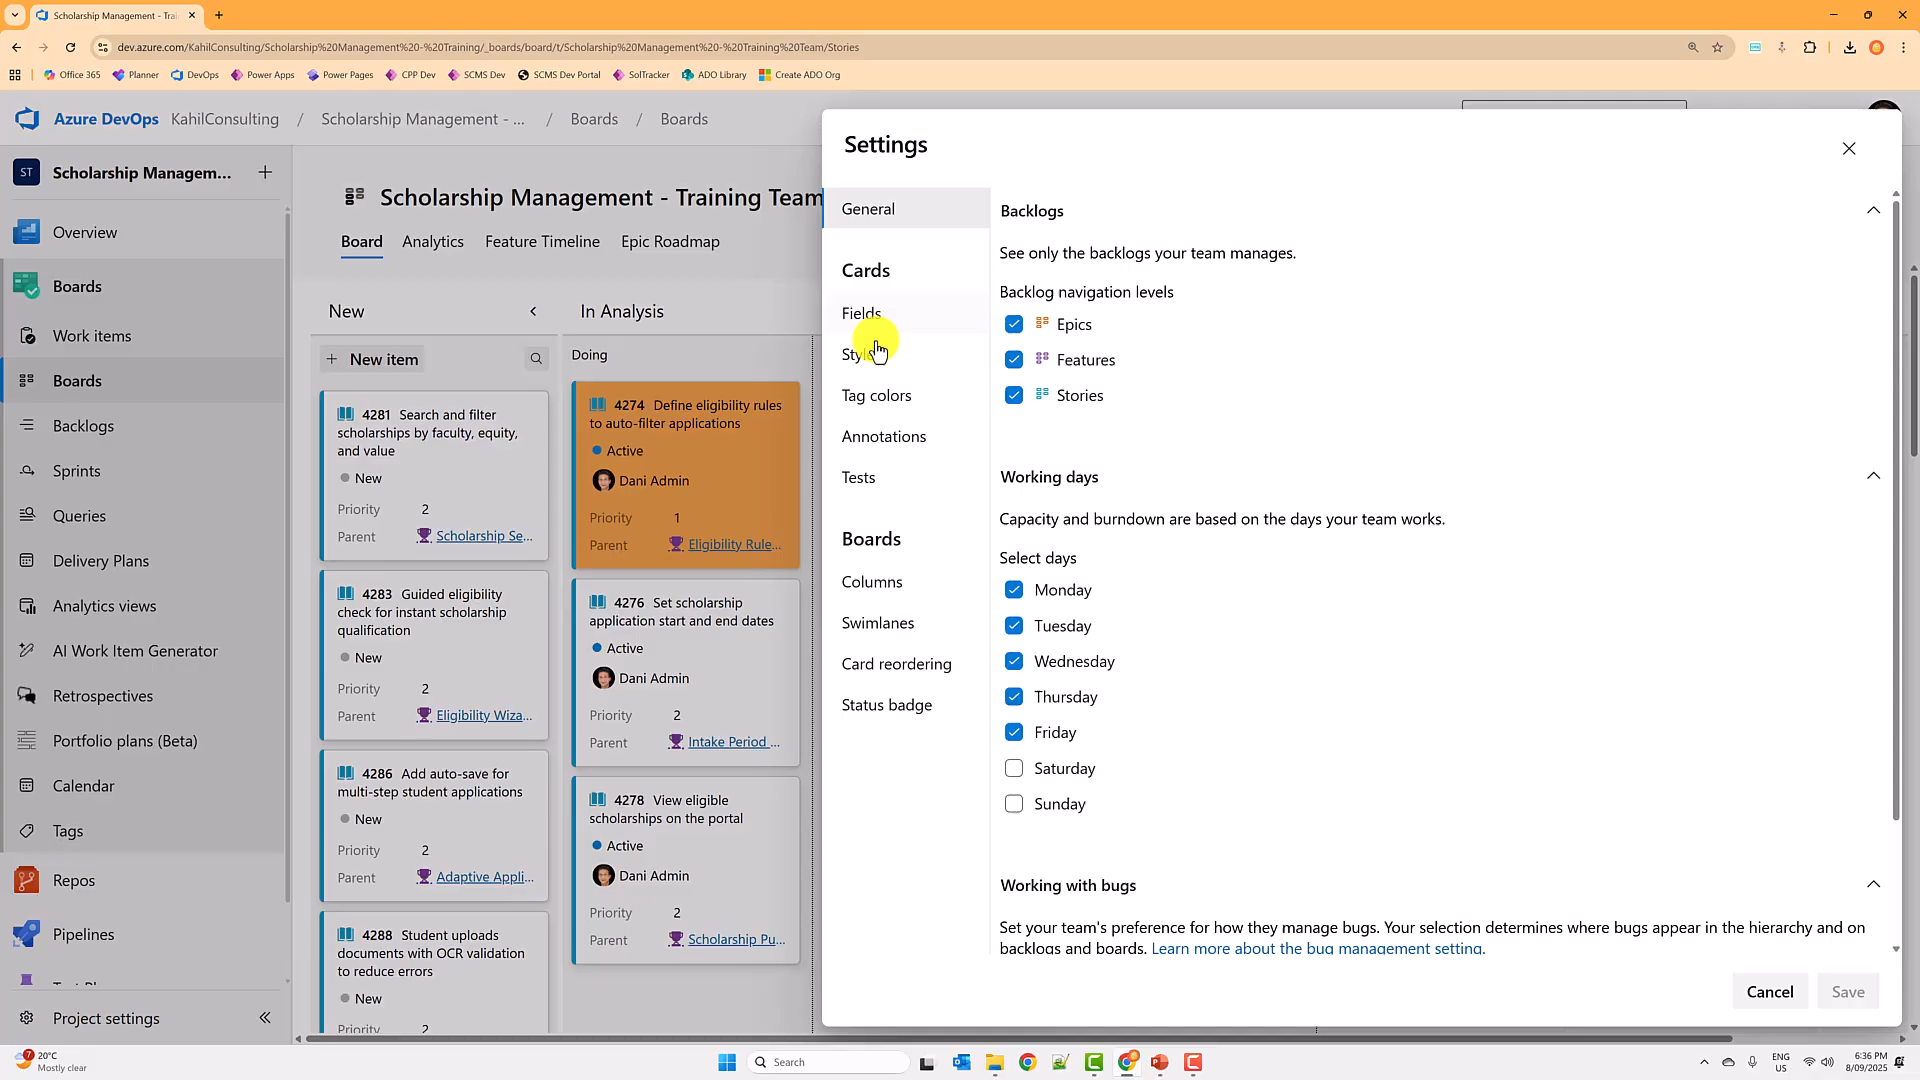 Scholarship Management - Trai
dev.azure.com/KahilConsulting/Scholarship%20Management%20-%20Training/_boards/board/t/Scholarship%20Management%20-%20Training%20Team/Stories
Office 365
Planner
DevOps
Power Apps
Power Pages
CPP Dev
SCMS Dev
SCMS Dev Portal
SolTracker
ADO Library
Create ADO Org
Azure DevOps KahilConsulting / Scholarship Management - ... / Boards / Boards
ST Scholarship Managem...
Overview
Boards
Work items
Boards
Backlogs
Sprints
Queries
Delivery Plans
Analytics views
AI Work Item Generator
Retrospectives
Portfolio plans (Beta)
Calendar
Tags
Repos
Pipelines
Project settings
Scholarship Management - Training Team
Board Analytics Feature Timeline Epic Roadmap
New
New item
4281 Search and filter
scholarships by faculty, equity,
and value
New
Priority 2
Parent Scholarship Se...
4283 Guided eligibility
check for instant scholarship
qualification
New
Priority 2
Parent Eligibility Wiza...
4286 Add auto-save for
multi-step student applications
New
Priority 2
Parent Adaptive Appli...
4288 Student uploads
documents with OCR validation
to reduce errors
New
Priority 2
In Analysis
Doing
4274 Define eligibility rules
to auto-filter applications
Active
Dani Admin
Priority 1
Parent Eligibility Rule...
4276 Set scholarship
application start and end dates
Active
Dani Admin
Priority 2
Parent Intake Period ...
4278 View eligible
scholarships on the portal
Active
Dani Admin
Priority 2
Parent Scholarship Pu...
Settings
General
Cards
Fields
Tag colors
Annotations
Tests
Boards
Columns
Swimlanes
Card reordering
Status badge
Backlogs
See only the backlogs your team manages.
Backlog navigation levels
Epics
Features
Stories
Working days
Capacity and burndown are based on the days your team works.
Select days
Monday
Tuesday
Wednesday
Thursday
Friday
Saturday
Sunday
Working with bugs
Set your team's preference for how they manage bugs. Your selection determines where bugs appear in the hierarchy and on
backlogs and boards. Learn more about the bug management setting.
Cancel Save
7
20°C
Mostly clear
Search
ENG
US
6:36 PM
8/09/2025